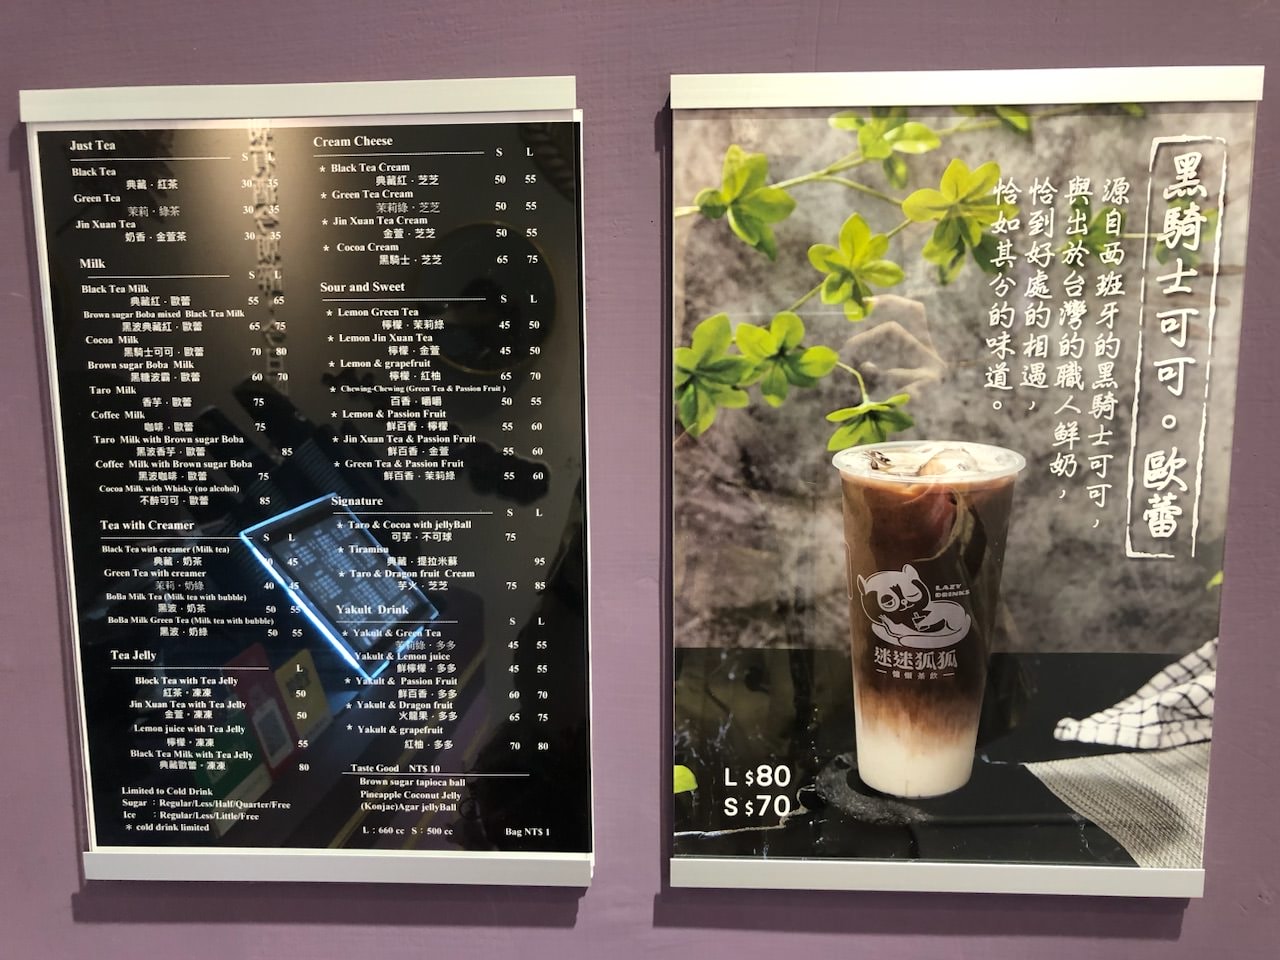 Just Tea
S L
Black Tea
典藏．紅茶 30 35
Green Tea
茉莉．綠茶 30 35
Jin Xuan Tea
奶香．金萱茶 30 35
Milk
S L
Black Tea Milk
典藏紅．歐蕾 55 65
Brown sugar Boba mixed Black Tea Milk
黑波典藏紅．歐蕾 65 75
Cocoa Milk
黑騎士可可．歐蕾 70 80
Brown sugar Boba Milk
黑糖波霸．歐蕾 60 70
Taro Milk
香芋．歐蕾 75
Coffee Milk
咖啡．歐蕾 75
Taro Milk with Brown sugar Boba
黑波香芋．歐蕾 85
Coffee Milk with Brown sugar Boba
黑波咖啡．歐蕾 75
Cocoa Milk with Whisky (no alcohol)
不醉可可．歐蕾 85
Tea with Creamer
S L
Black Tea with creamer (Milk tea)
典藏．奶茶 45
Green Tea with creamer
茉莉．奶綠 40 45
BoBa Milk Tea (Milk tea with bubble)
黑波．奶茶 50 55
BoBa Milk Green Tea (Milk tea with bubble)
黑波．奶綠 50 55
Tea Jelly
L
Block Tea with Tea Jelly
紅茶．凍凍 50
Jin Xuan Tea with Tea Jelly
金萱．凍凍 50
Lemon juice with Tea Jelly
檸檬．凍凍 55
Black Tea Milk with Tea Jelly
典藏歐蕾．凍凍 80
Limited to Cold Drink
Sugar : Regular/Less/Half/Quarter/Free
Ice : Regular/Less/Little/Free
* cold drink limited
Cream Cheese
S L
* Black Tea Cream
典藏紅．芝芝 50 55
* Green Tea Cream
茉莉綠．芝芝 50 55
* Jin Xuan Tea Cream
金萱．芝芝 50 55
* Cocoa Cream
黑騎士．芝芝 65 75
Sour and Sweet
S L
* Lemon Green Tea
檸檬．茉莉綠 45 50
* Lemon Jin Xuan Tea
檸檬．金萱 45 50
* Lemon & grapefruit
檸檬．紅柚 65 70
* Chewing-Chewing (Green Tea & Passion Fruit )
百香．嚼嚼 50 55
* Lemon & Passion Fruit
鮮百香．檸檬 55 60
* Jin Xuan Tea & Passion Fruit
鮮百香．金萱 55 60
* Green Tea & Passion Fruit
鮮百香．茉莉綠 55 60
Signature
S L
* Taro & Cocoa with jellyBall
可芋．不可球 75
* Tiramisu
典藏．提拉米蘇 95
* Taro & Dragon fruit Cream
芋火．芝芝 75 85
Yakult Drink
S L
* Yakult & Green Tea
茉莉綠．多多 45 55
* Yakult & Lemon juice
鮮檸檬．多多 45 55
* Yakult & Passion Fruit
鮮百香．多多 60 70
* Yakult & Dragon fruit
火龍果．多多 65 75
* Yakult & grapefruit
紅柚．多多 70 80
Taste Good NT$ 10
Brown sugar tapioca ball
Pineapple Coconut Jelly
(Konjac)Agar jellyBall
L : 660 cc S : 500 cc Bag NT$ 1
黑騎士可可。歐蕾
源自西班牙的黑騎士可可，
與出於台灣的職人鮮奶，
恰到好處的相遇，
恰如其分的味道。
LAZY
DRINKS
迷迷狐狐
懶懶茶飲
L $80
S $70